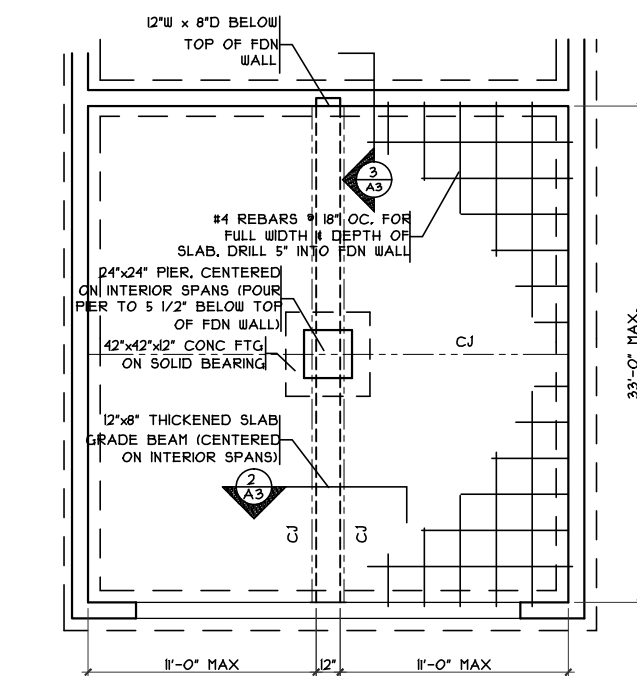 12"W x 8"D BELOW
TOP OF FDN
WALL
3
A3
#4 REBARS @ 18" OC. FOR
FULL WIDTH & DEPTH OF
SLAB. DRILL 5" INTO FDN WALL
24"x24" PIER, CENTERED
ON INTERIOR SPANS (POUR
PIER TO 5 1/2" BELOW TOP
OF FDN WALL)
CJ
42"x42"x12" CONC FTG
ON SOLID BEARING
33'-0" MAX.
12"x8" THICKENED SLAB
GRADE BEAM (CENTERED
ON INTERIOR SPANS)
2
A3
CJ
CJ
11'-0" MAX
12"
11'-0" MAX